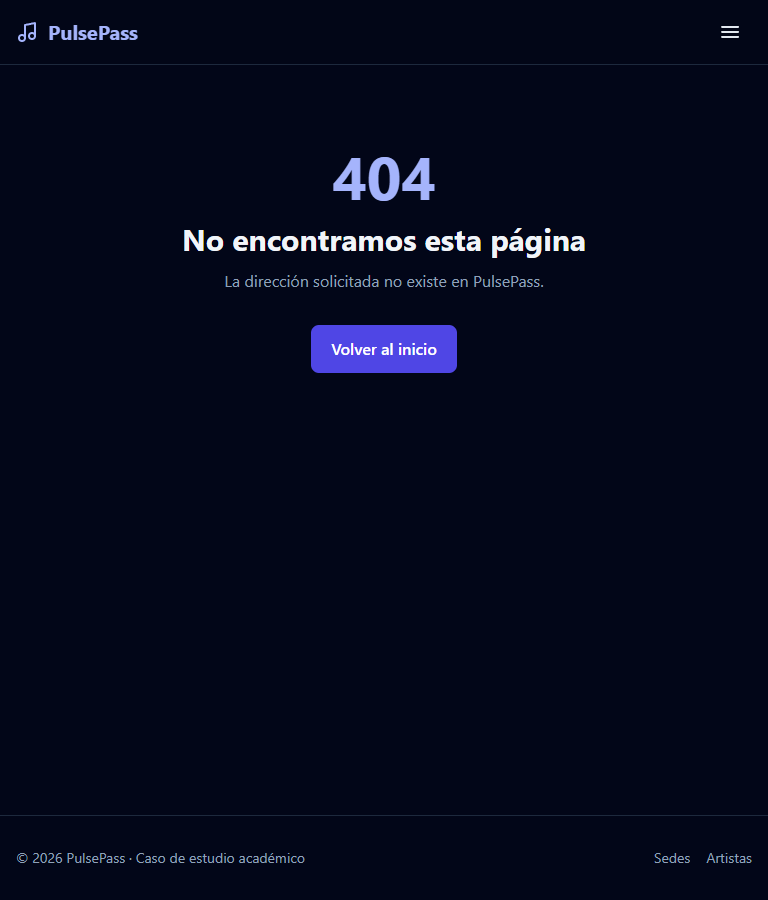 PulsePass
404
No encontramos esta página
La dirección solicitada no existe en PulsePass.
Volver al inicio
© 2026 PulsePass · Caso de estudio académico
Sedes Artistas